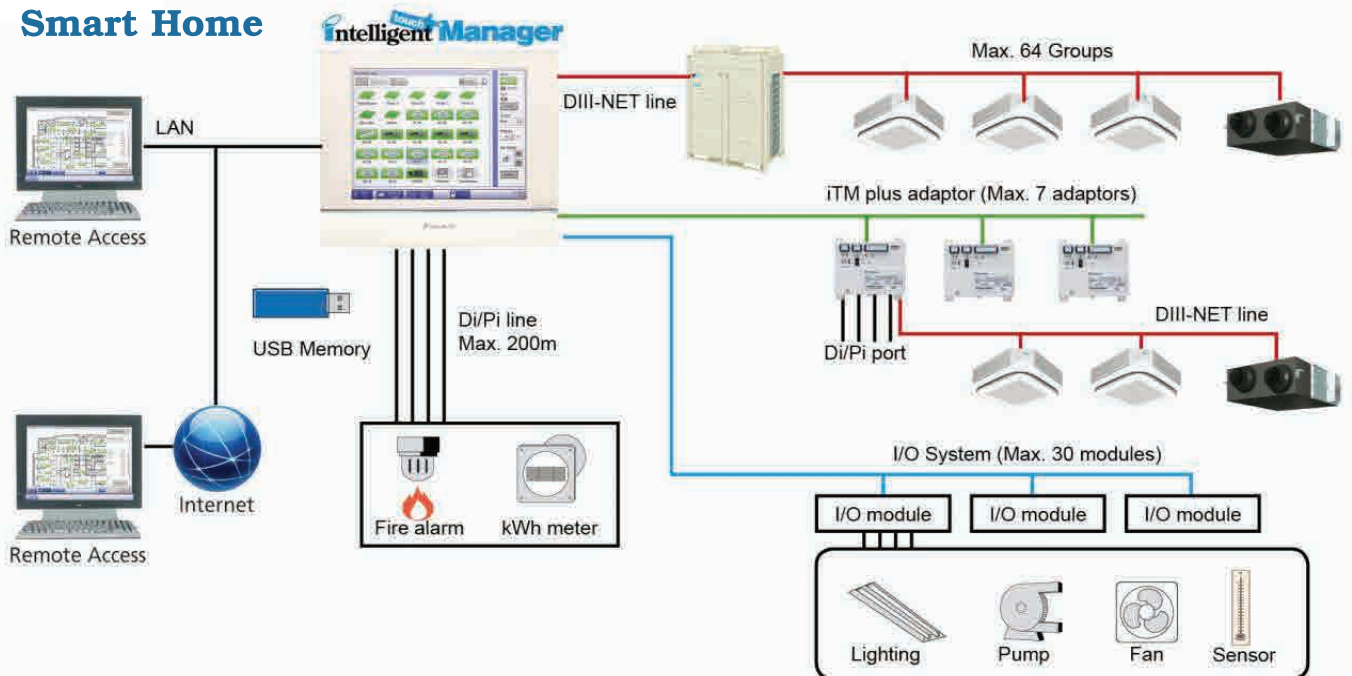 Smart Home
intelligent touch Manager
LAN
Remote Access
DIII-NET line
Max. 64 Groups
iTM plus adaptor (Max. 7 adaptors)
Di/Pi port
DIII-NET line
USB Memory
Di/Pi line
Max. 200m
Internet
Remote Access
Fire alarm
kWh meter
I/O System (Max. 30 modules)
I/O module
I/O module
I/O module
Lighting
Pump
Fan
Sensor